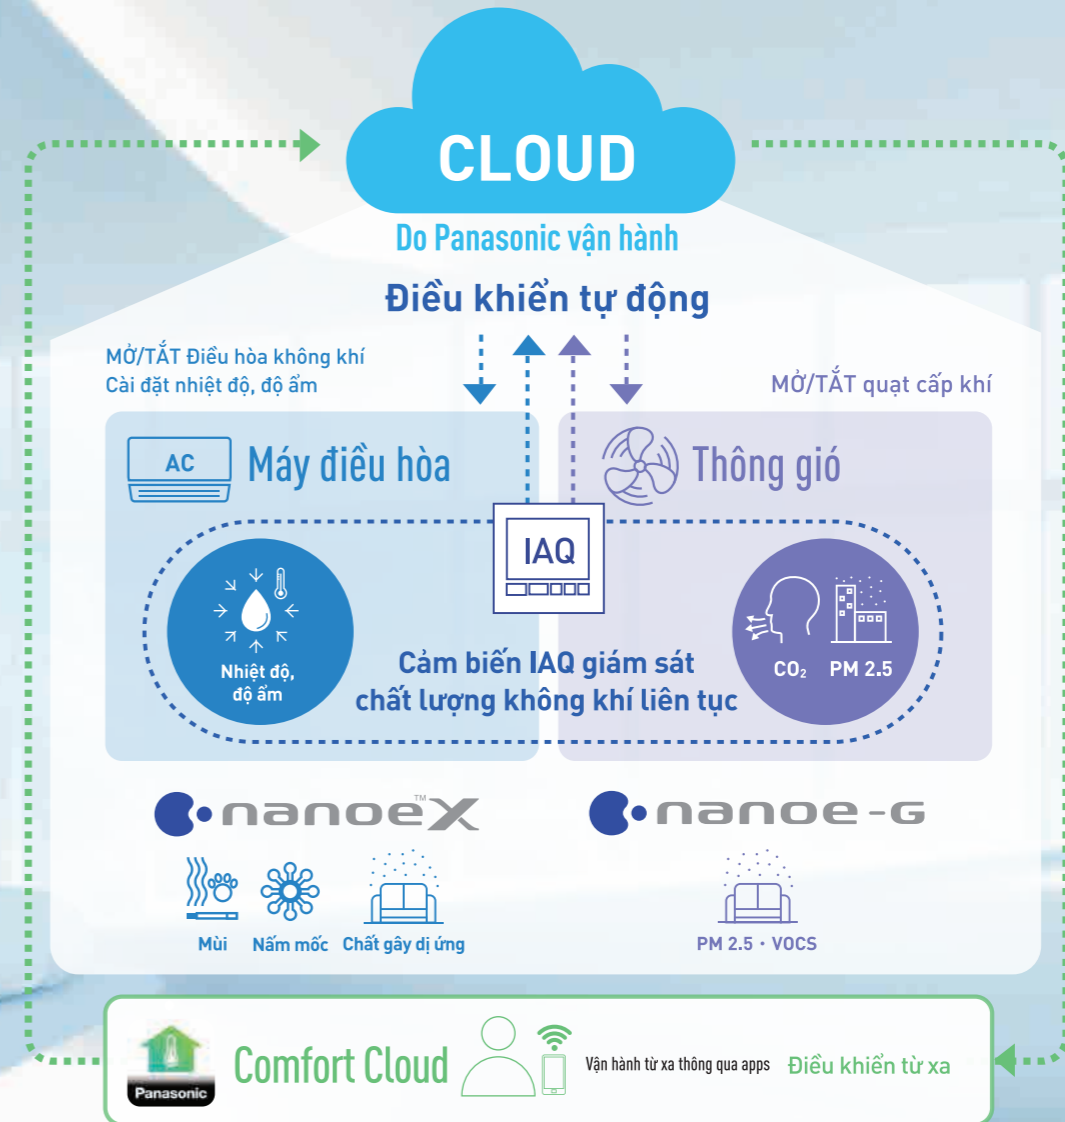 CLOUD
Do Panasonic vận hành
Điều khiển tự động
MỞ/TẮT Điều hòa không khí
Cài đặt nhiệt độ, độ ẩm
MỞ/TẮT quạt cấp khí
AC
Máy điều hòa
Thông gió
IAQ
Nhiệt độ,
độ ẩm
Cảm biến IAQ giám sát
chất lượng không khí liên tục
CO₂ PM 2.5
nanoe™X
nanoe-G
Mùi Nấm mốc Chất gây dị ứng
PM 2.5 · VOCS
Panasonic
Comfort Cloud
Vận hành từ xa thông qua apps
Điều khiển từ xa